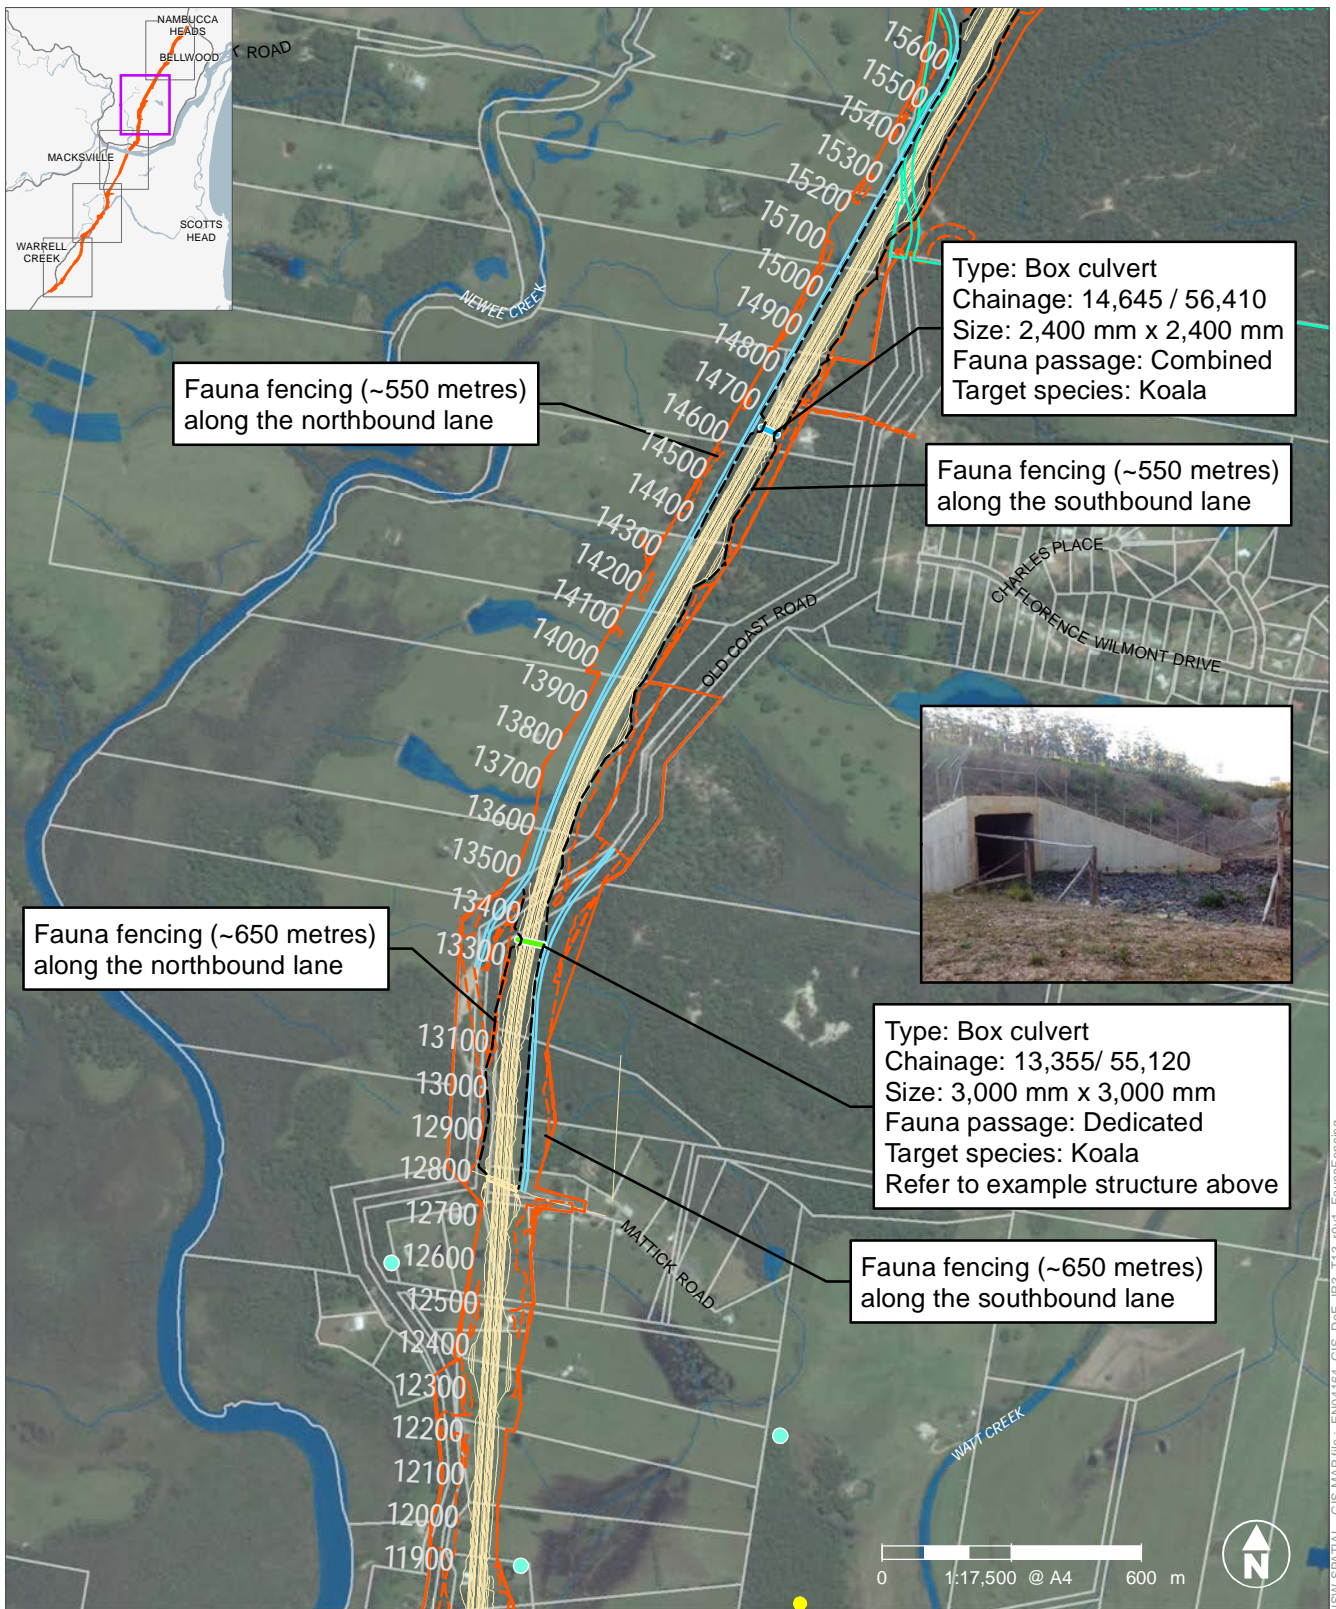 NAMBUCCA
HEADS
BELLWOOD
MACKSVILLE
SCOTTS
HEAD
WARRELL
CREEK
ROAD
15600
15500
15400
15300
15200
15100
15000
14900
14800
14700
14600
14500
14400
14300
14200
14100
14000
13900
13800
13700
13600
13500
13400
13300
13100
13000
12900
12800
12700
12600
12500
12400
12300
12200
12100
12000
11900
NEWEE CREEK
Type: Box culvert
Chainage: 14,645 / 56,410
Size: 2,400 mm x 2,400 mm
Fauna passage: Combined
Target species: Koala
Fauna fencing (~550 metres)
along the northbound lane
Fauna fencing (~550 metres)
along the southbound lane
CHARLES PLACE
FLORENCE WILMONT DRIVE
OLD COAST ROAD
Fauna fencing (~650 metres)
along the northbound lane
Type: Box culvert
Chainage: 13,355/ 55,120
Size: 3,000 mm x 3,000 mm
Fauna passage: Dedicated
Target species: Koala
Refer to example structure above
MATTICK ROAD
Fauna fencing (~650 metres)
along the southbound lane
WATT CREEK
0 1:17,500 @ A4 600 m
N